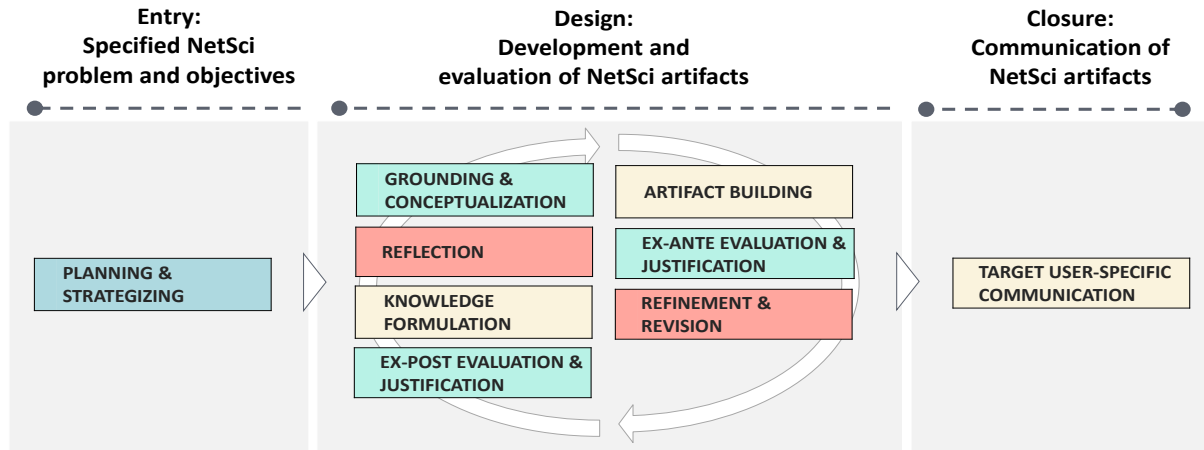 Entry:
Specified NetSci
problem and objectives
Design:
Development and
evaluation of NetSci artifacts
Closure:
Communication of
NetSci artifacts
PLANNING &
STRATEGIZING
GROUNDING &
CONCEPTUALIZATION
REFLECTION
KNOWLEDGE
FORMULATION
EX-POST EVALUATION &
JUSTIFICATION
ARTIFACT BUILDING
EX-ANTE EVALUATION &
JUSTIFICATION
REFINEMENT &
REVISION
TARGET USER-SPECIFIC
COMMUNICATION